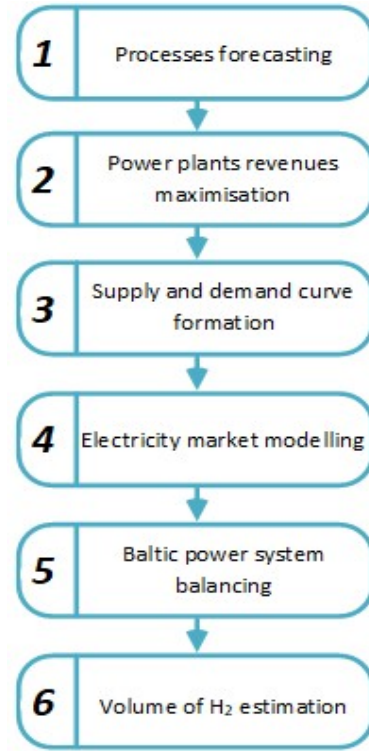 1
Processes forecasting
2
Power plants revenues
maximisation
3
Supply and demand curve
formation
4
Electricity market modelling
5
Baltic power system
balancing
6
Volume of H₂ estimation